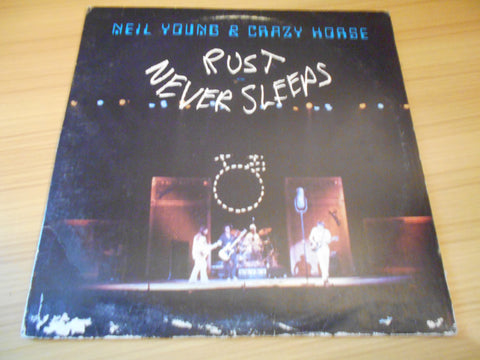 NEIL YOUNG & CRAZY HORSE
RUST
NEVER SLEEPS